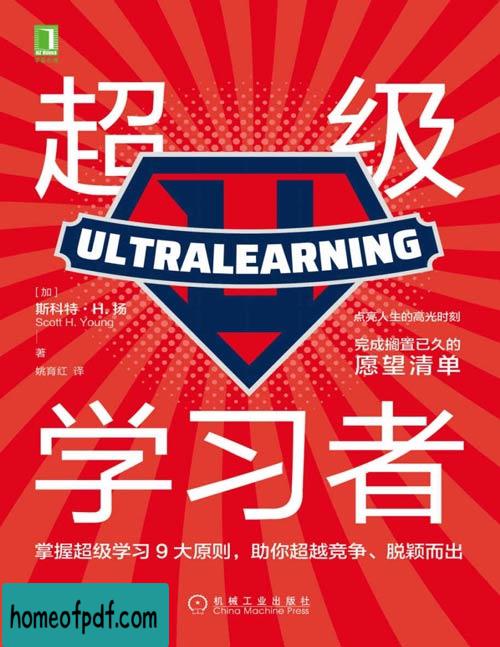 超级
ULTRALEARNING
［加］
斯科特·H. 扬
Scott H. Young
著
姚育红 译
点亮人生的高光时刻
完成搁置已久的
愿望清单
学习者
掌握超级学习 9 大原则，助你超越竞争、脱颖而出
机械工业出版社
China Machine Press
homeofpdf.com